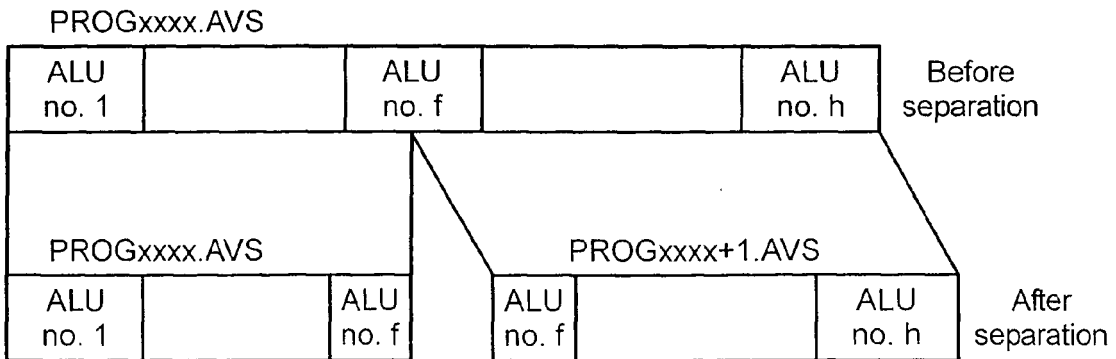 PROGxxxx.AVS
ALU no. 1
ALU no. f
ALU no. h
Before separation
PROGxxxx.AVS
PROGxxxx+1.AVS
ALU no. 1
ALU no. f
ALU no. f
ALU no. h
After separation